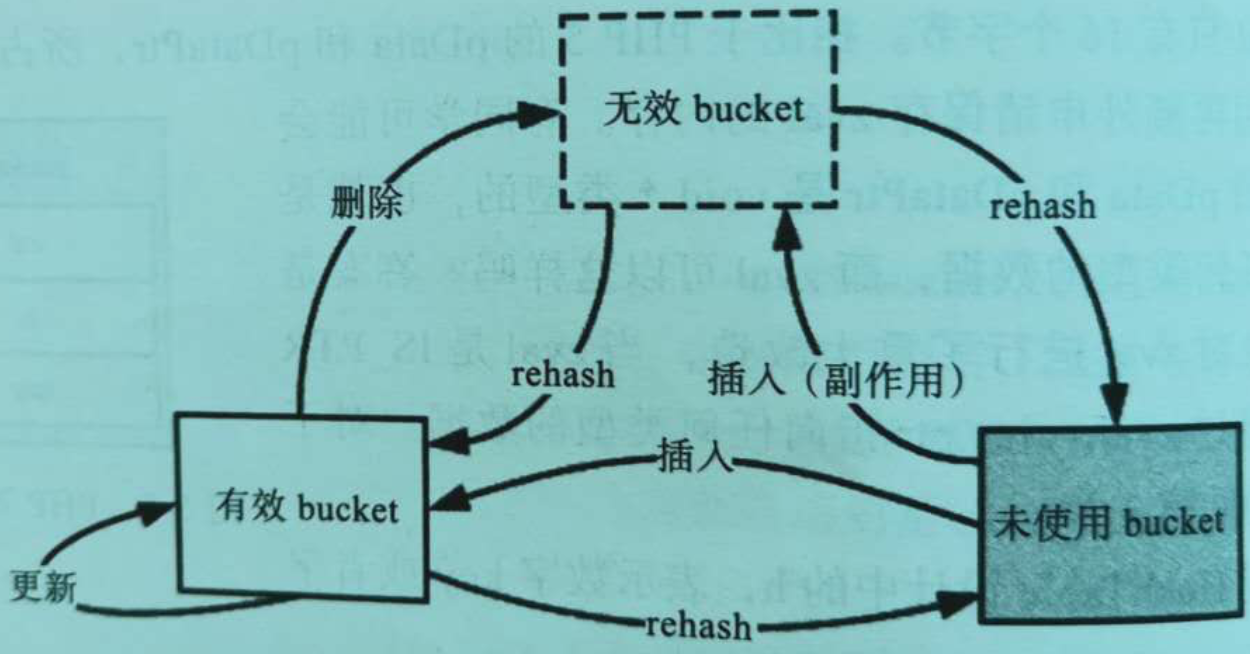 无效 bucket
删除
rehash
rehash
插入（副作用）
插入
有效 bucket
未使用 bucket
更新
rehash